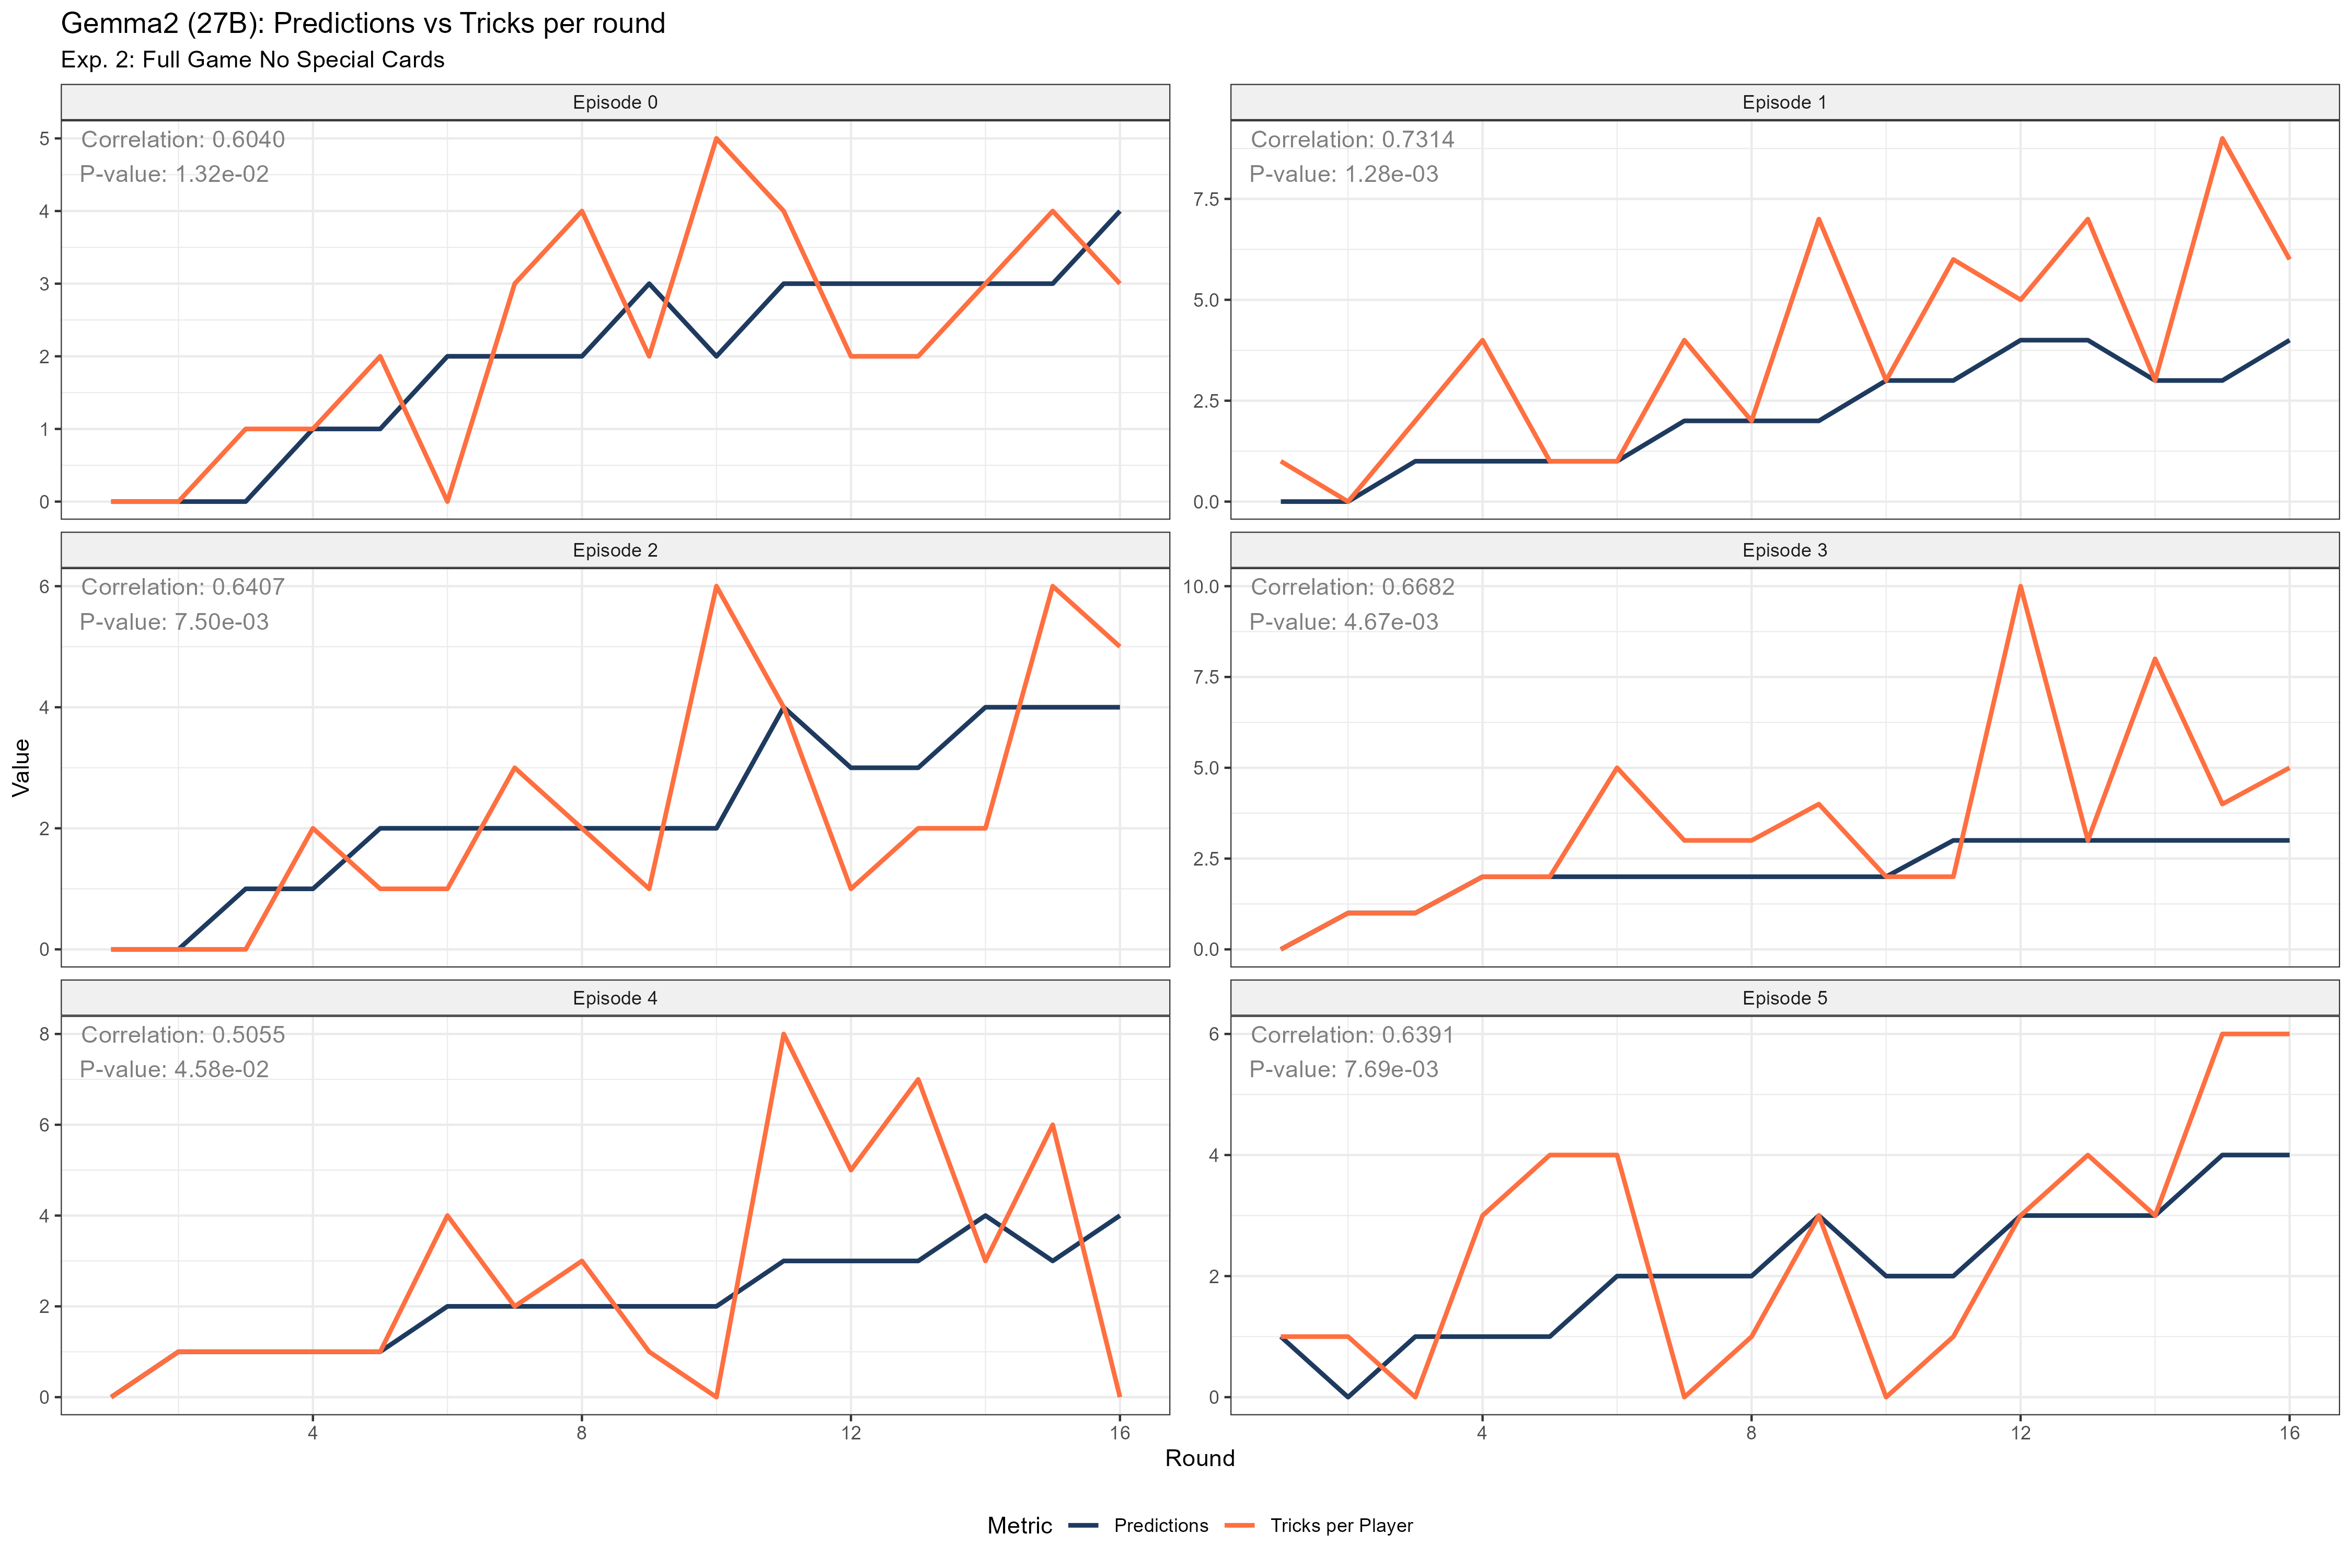 Gemma2 (27B): Predictions vs Tricks per round
Exp. 2: Full Game No Special Cards
Episode 0
Correlation: 0.6040
P-value: 1.32e-02
5
4
3
2
1
0
Episode 1
Correlation: 0.7314
P-value: 1.28e-03
7.5
5.0
2.5
0.0
Episode 2
Correlation: 0.6407
P-value: 7.50e-03
6
4
2
0
Episode 3
Correlation: 0.6682
P-value: 4.67e-03
10.0
7.5
5.0
2.5
0.0
Episode 4
Correlation: 0.5055
P-value: 4.58e-02
8
6
4
2
0
4 8 12 16
Episode 5
Correlation: 0.6391
P-value: 7.69e-03
6
4
2
0
4 8 12 16
Value
Round
Metric Predictions Tricks per Player